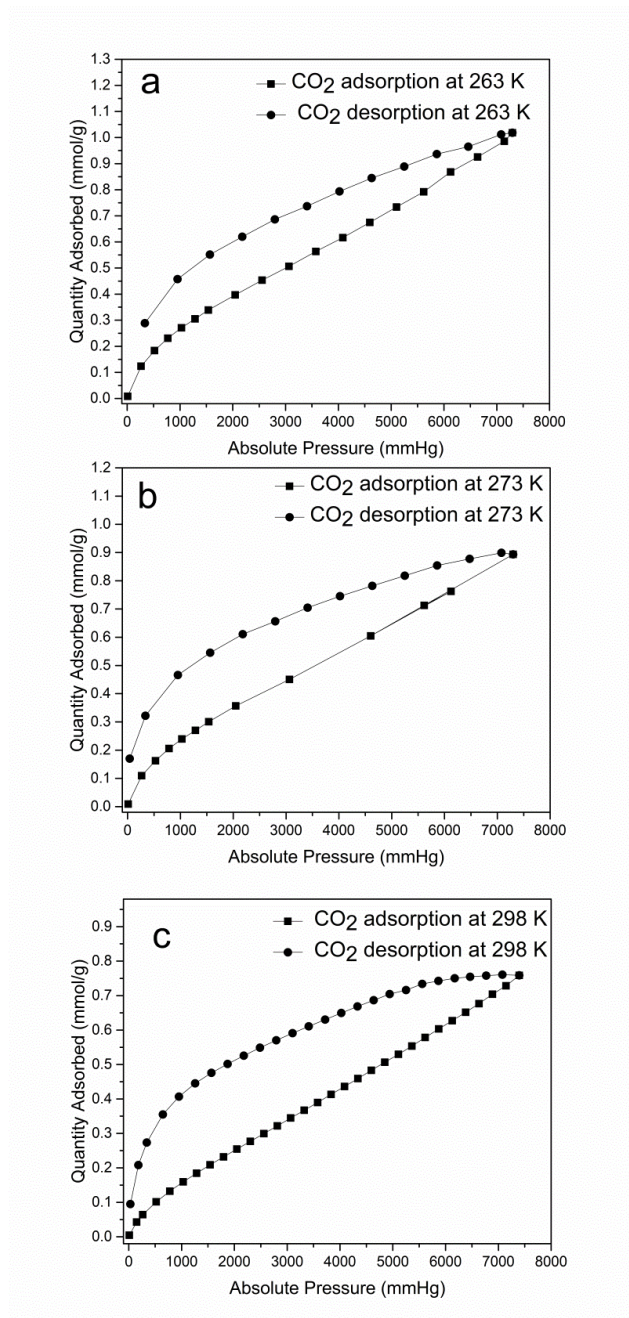 a
CO2 adsorption at 263 K
CO2 desorption at 263 K
Quantity Adsorbed (mmol/g)
1.3
1.2
1.1
1.0
0.9
0.8
0.7
0.6
0.5
0.4
0.3
0.2
0.1
0.0
0 1000 2000 3000 4000 5000 6000 7000 8000
Absolute Pressure (mmHg)
b
CO2 adsorption at 273 K
CO2 desorption at 273 K
Quantity Adsorbed (mmol/g)
1.2
1.1
1.0
0.9
0.8
0.7
0.6
0.5
0.4
0.3
0.2
0.1
0.0
0 1000 2000 3000 4000 5000 6000 7000 8000
Absolute Pressure (mmHg)
c
CO2 adsorption at 298 K
CO2 desorption at 298 K
Quantity Adsorbed (mmol/g)
0.9
0.8
0.7
0.6
0.5
0.4
0.3
0.2
0.1
0.0
0 1000 2000 3000 4000 5000 6000 7000 8000
Absolute Pressure (mmHg)